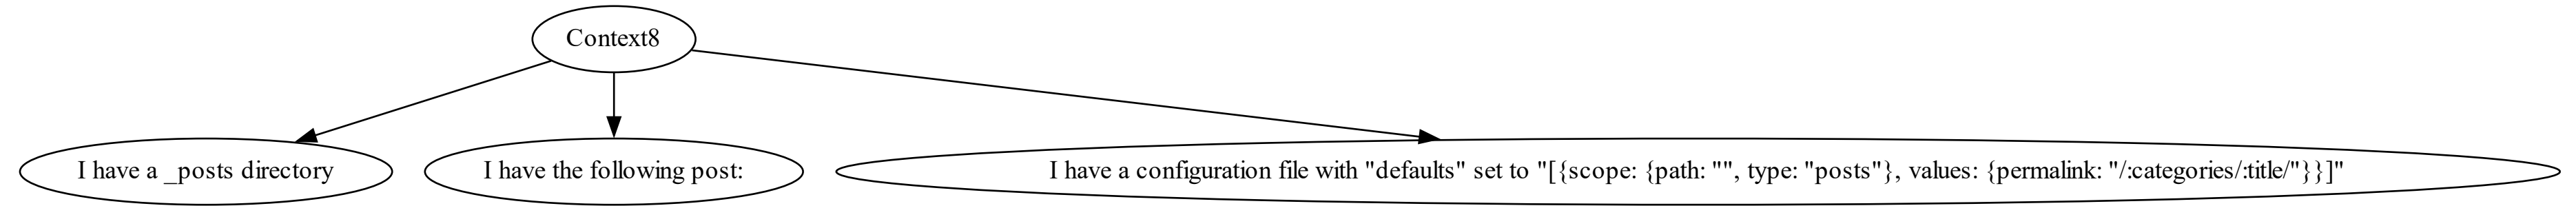 Context8
I have a _posts directory
I have the following post:
I have a configuration file with "defaults" set to "[{scope: {path: "", type: "posts"}, values: {permalink: "/:categories/:title/"}}]"